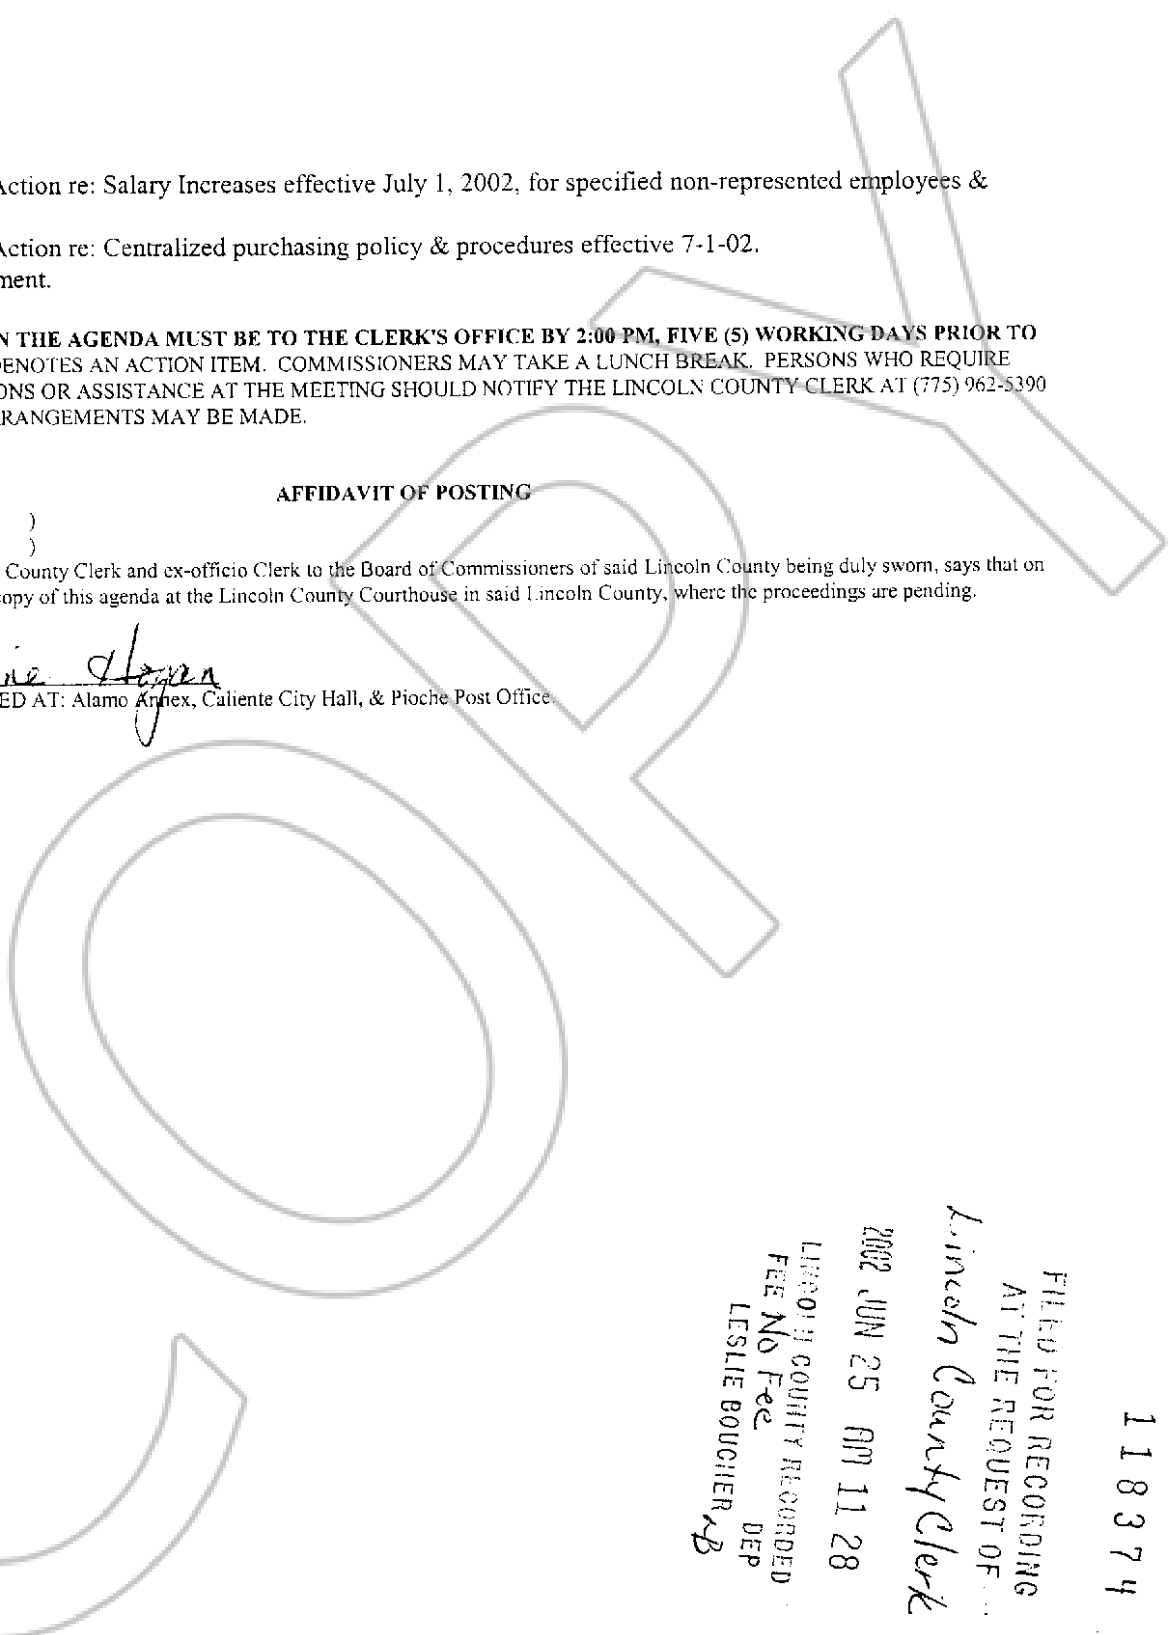 Action re: Salary Increases effective July 1, 2002, for specified non-represented employees &
Action re: Centralized purchasing policy & procedures effective 7-1-02.
ment.
N THE AGENDA MUST BE TO THE CLERK'S OFFICE BY 2:00 PM, FIVE (5) WORKING DAYS PRIOR TO
DENOTES AN ACTION ITEM. COMMISSIONERS MAY TAKE A LUNCH BREAK. PERSONS WHO REQUIRE
ONS OR ASSISTANCE AT THE MEETING SHOULD NOTIFY THE LINCOLN COUNTY CLERK AT (775) 962-5390
RRANGEMENTS MAY BE MADE.
AFFIDAVIT OF POSTING
)
)
County Clerk and ex-officio Clerk to the Board of Commissioners of said Lincoln County being duly sworn, says that on
opy of this agenda at the Lincoln County Courthouse in said Lincoln County, where the proceedings are pending.
ine Hogan
ED AT: Alamo Annex, Caliente City Hall, & Pioche Post Office.
COPY
118374
FILED FOR RECORDING
AT THE REQUEST OF
Lincoln County Clerk
2002 JUN 25 AM 11 28
LINCOLN COUNTY RECORDED
FEE No Fee DEP
LESLIE BOUCHER